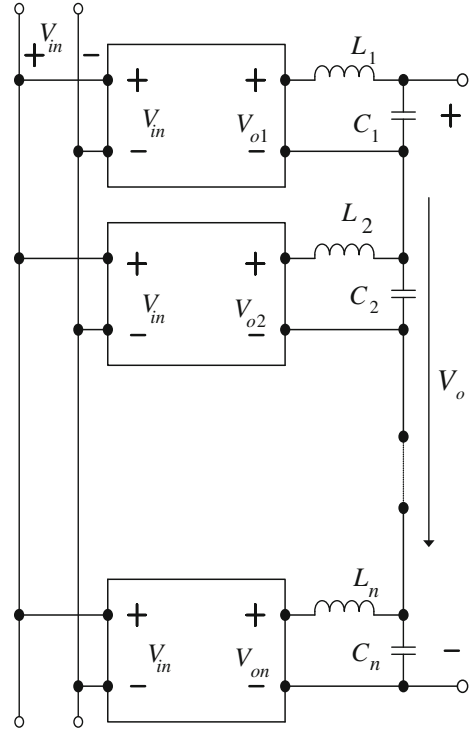 + V_in −
+ + L_1
V_in V_o1 C_1 +
− −
+ + L_2
V_in V_o2 C_2
− −
V_o
+ + L_n
V_in V_on C_n −
− −